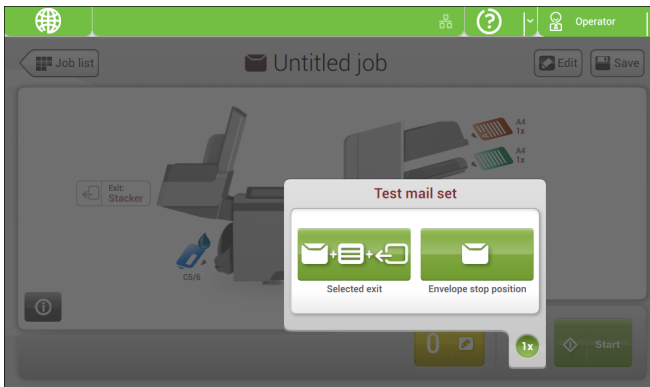 Operator
Job list
Untitled job
Edit
Save
A4
1x
A4
1x
Exit:
Stacker
C5/6
Test mail set
Selected exit
Envelope stop position
0
1x
Start